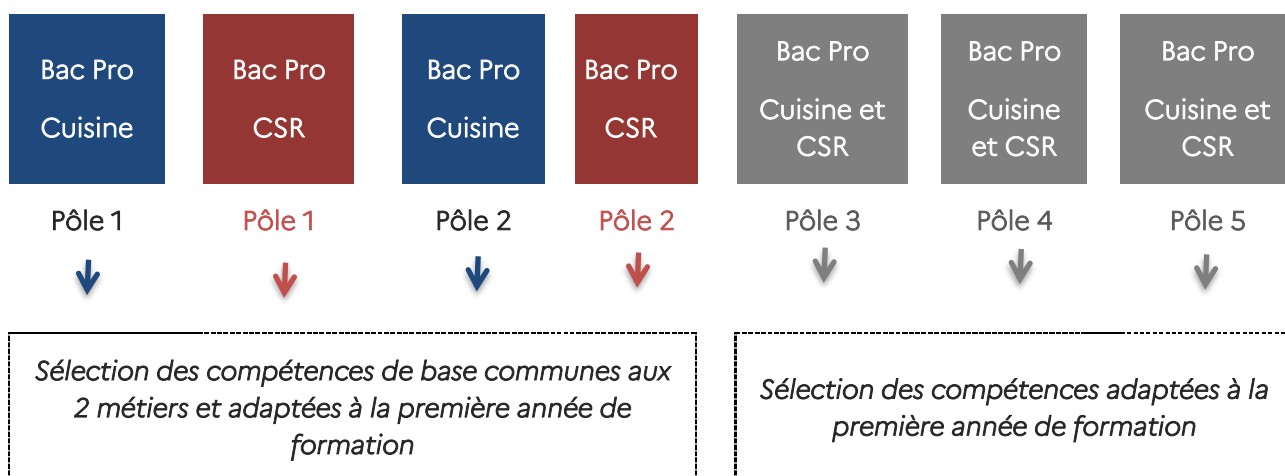 Bac Pro
Cuisine
Bac Pro
CSR
Bac Pro
Cuisine
Bac Pro
CSR
Bac Pro
Cuisine et
CSR
Bac Pro
Cuisine
et CSR
Bac Pro
Cuisine et
CSR
Pôle 1
Pôle 1
Pôle 2
Pôle 2
Pôle 3
Pôle 4
Pôle 5
Sélection des compétences de base communes aux
2 métiers et adaptées à la première année de
formation
Sélection des compétences adaptées à la
première année de formation